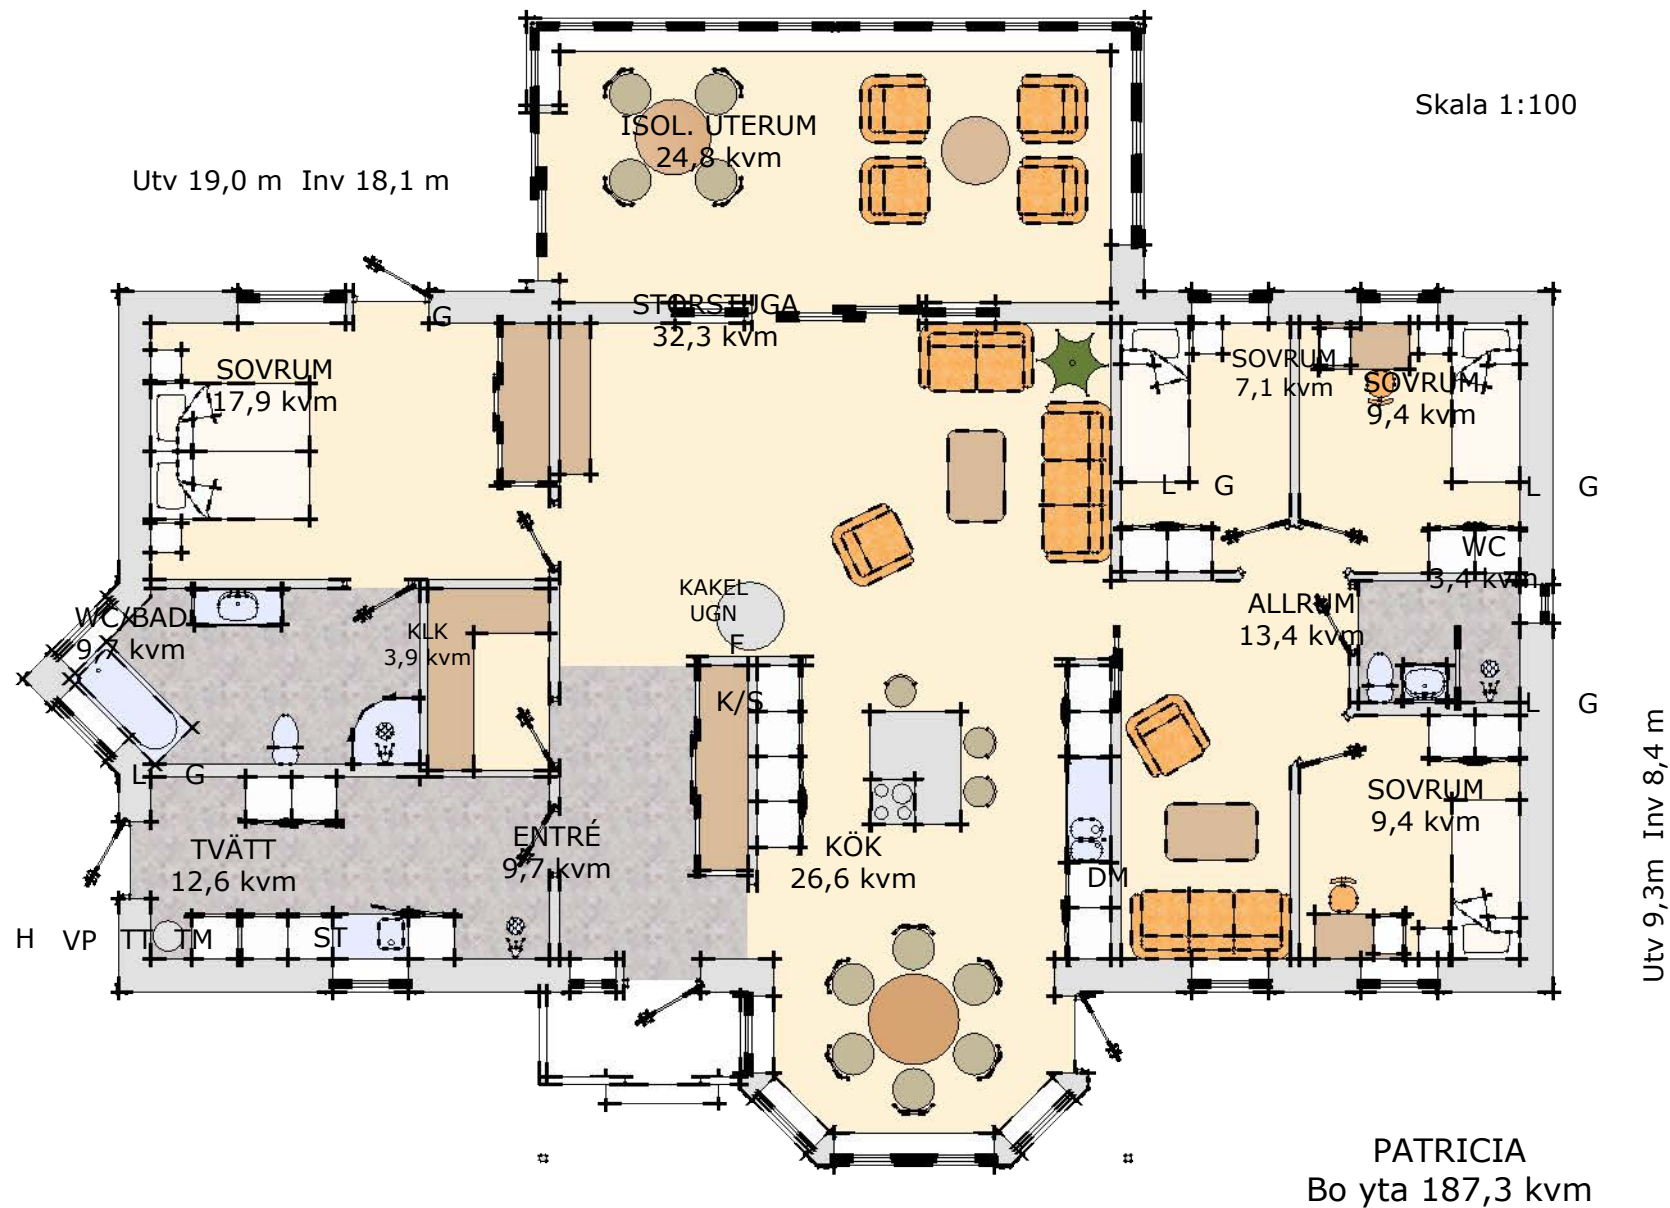 Skala 1:100
ISOL. UTERUM
24,8 kvm
Utv 19,0 m  Inv 18,1 m
G
STORSTUGA
32,3 kvm
SOVRUM
17,9 kvm
SOVRUM
7,1 kvm
SOVRUM
9,4 kvm
L G
L G
WC
3,4 kvm
KAKEL
UGN
F
ALLRUM
13,4 kvm
WC/BAD
9,7 kvm
KLK
3,9 kvm
K/S
L G
L G
SOVRUM
9,4 kvm
TVÄTT
12,6 kvm
ENTRÉ
9,7 kvm
KÖK
26,6 kvm
DM
H VP TT TM ST
Utv 9,3m  Inv 8,4 m
PATRICIA
Bo yta 187,3 kvm